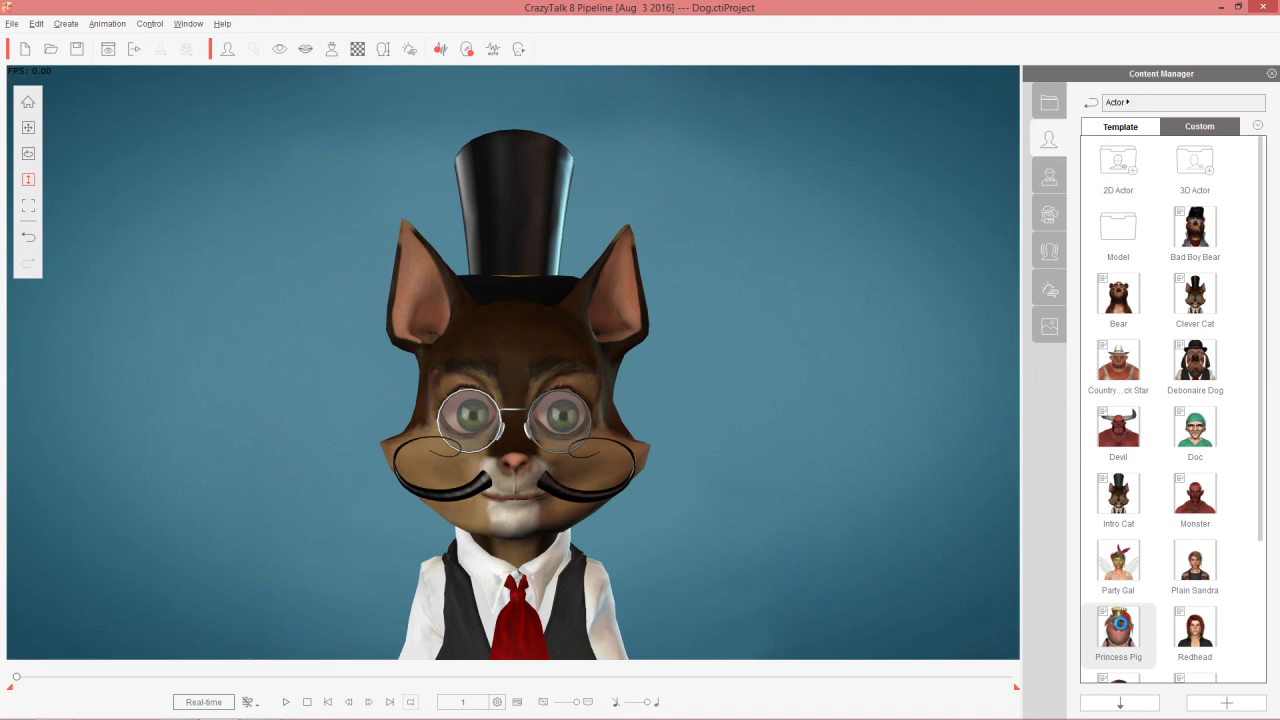 CrazyTalk 8 Pipeline [Aug  3 2016] --- Dog.ctiProject
File Edit Create Animation Control Window Help
AUTO
FPS: 0.00
Content Manager
Actor
Template Custom
2D Actor 3D Actor
Model Bad Boy Bear
Bear Clever Cat
Country...ck Star Debonaire Dog
Devil Doc
Intro Cat Monster
Party Gal Plain Sandra
Princess Pig Redhead
Real-time 1